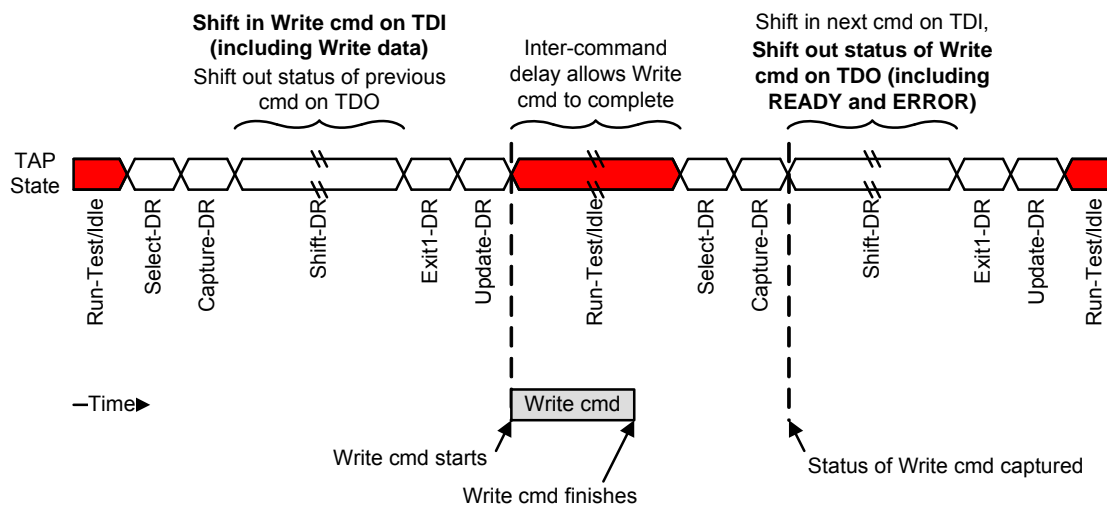 Shift in Write cmd on TDI
(including Write data)
Shift out status of previous
cmd on TDO
Inter-command
delay allows Write
cmd to complete
Shift in next cmd on TDI,
Shift out status of Write
cmd on TDO (including
READY and ERROR)
TAP
State
Run-Test/Idle
Select-DR
Capture-DR
Shift-DR
Exit1-DR
Update-DR
Run-Test/Idle
Select-DR
Capture-DR
Shift-DR
Exit1-DR
Update-DR
Run-Test/Idle
Time
Write cmd
Write cmd starts
Write cmd finishes
Status of Write cmd captured